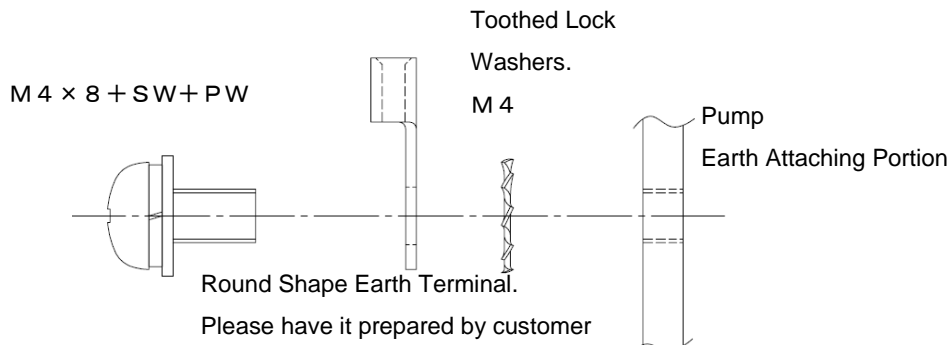 Toothed Lock
Washers.
Ｍ４
Ｍ４×８＋ＳＷ＋ＰＷ
Pump
Earth Attaching Portion
Round Shape Earth Terminal.
Please have it prepared by customer